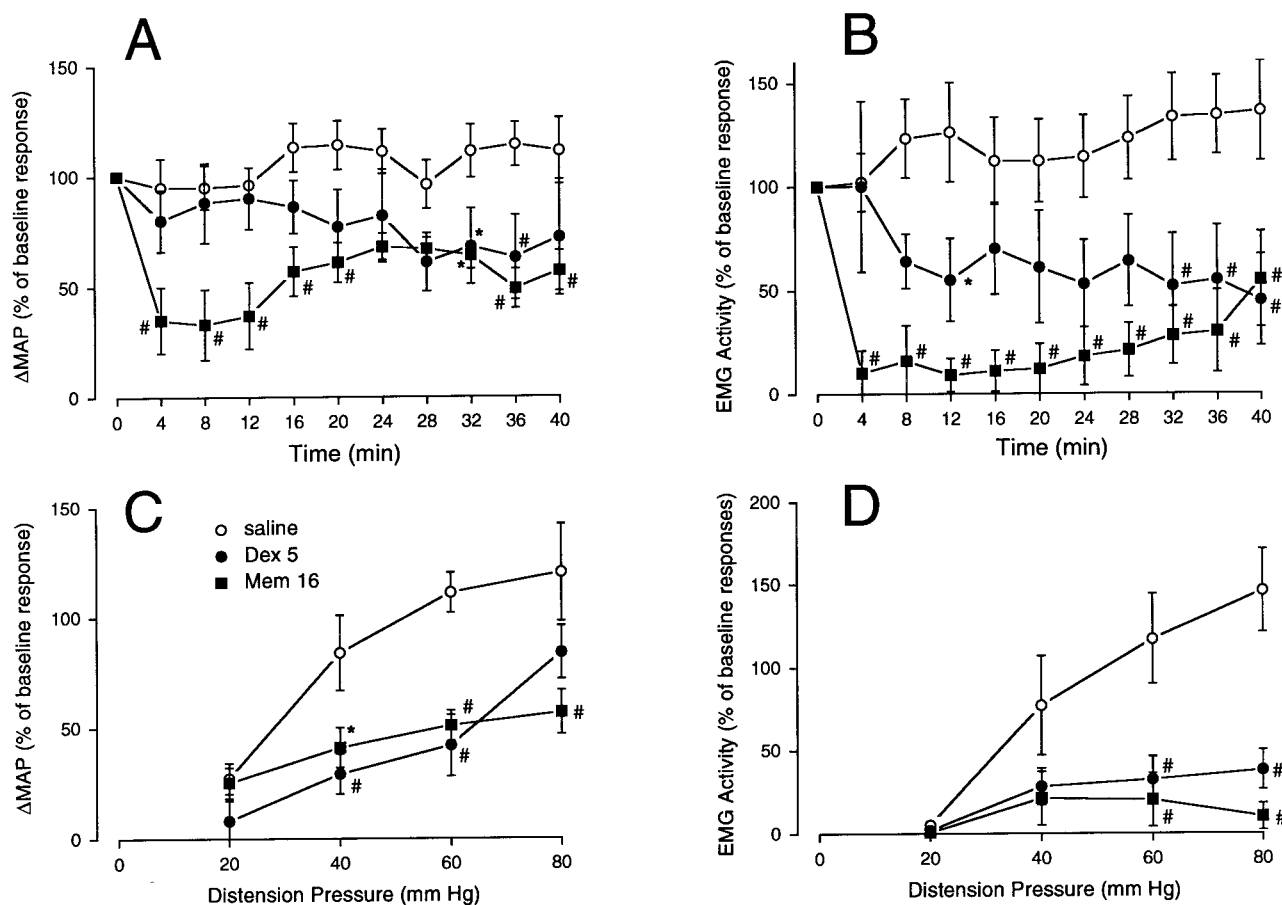 A
ΔMAP (% of baseline response)
150
100
50
0
# # # # # * * # # #
0 4 8 12 16 20 24 28 32 36 40
Time (min)
B
EMG Activity (% of baseline response)
150
100
50
0
* # # # #
# # # # # # # # # #
0 4 8 12 16 20 24 28 32 36 40
Time (min)
C
ΔMAP (% of baseline response)
150
100
50
0
saline
Dex 5
Mem 16
* # #
# #
0 20 40 60 80
Distension Pressure (mm Hg)
D
EMG Activity (% of baseline responses)
200
150
100
50
0
# #
# #
0 20 40 60 80
Distension Pressure (mm Hg)